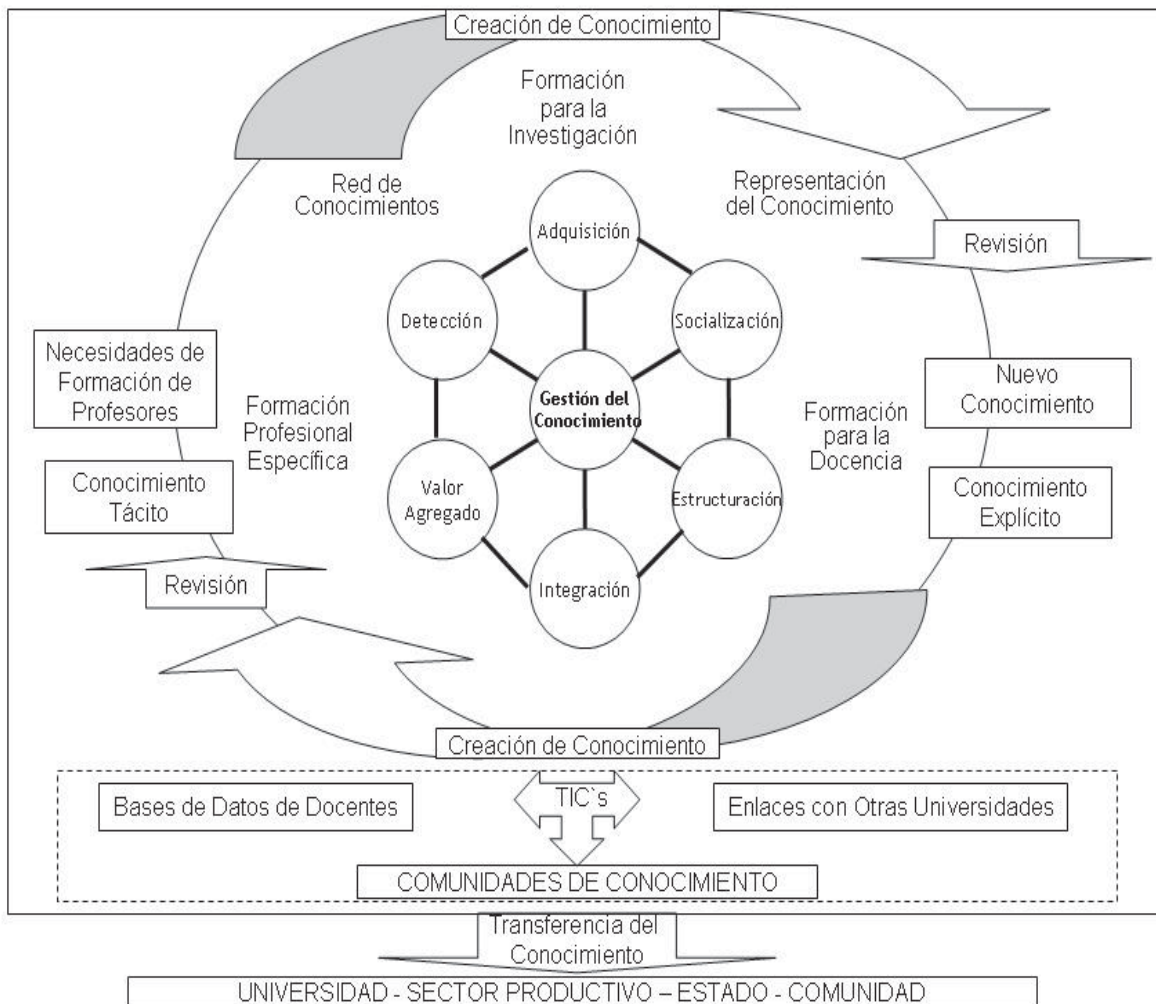 Creación de Conocimiento
Formación
para la
Investigación
Red de
Conocimientos
Representación
del Conocimiento
Adquisición
Revisión
Detección
Socialización
Necesidades de
Formación de
Profesores
Nuevo
Conocimiento
Gestión del
Conocimiento
Formación
Profesional
Específica
Formación
para la
Docencia
Conocimiento
Tácito
Valor
Agregado
Estructuración
Conocimiento
Explícito
Revisión
Integración
Creación de Conocimiento
Bases de Datos de Docentes
TIC`s
Enlaces con Otras Universidades
COMUNIDADES DE CONOCIMIENTO
Transferencia del
Conocimiento
UNIVERSIDAD - SECTOR PRODUCTIVO – ESTADO - COMUNIDAD